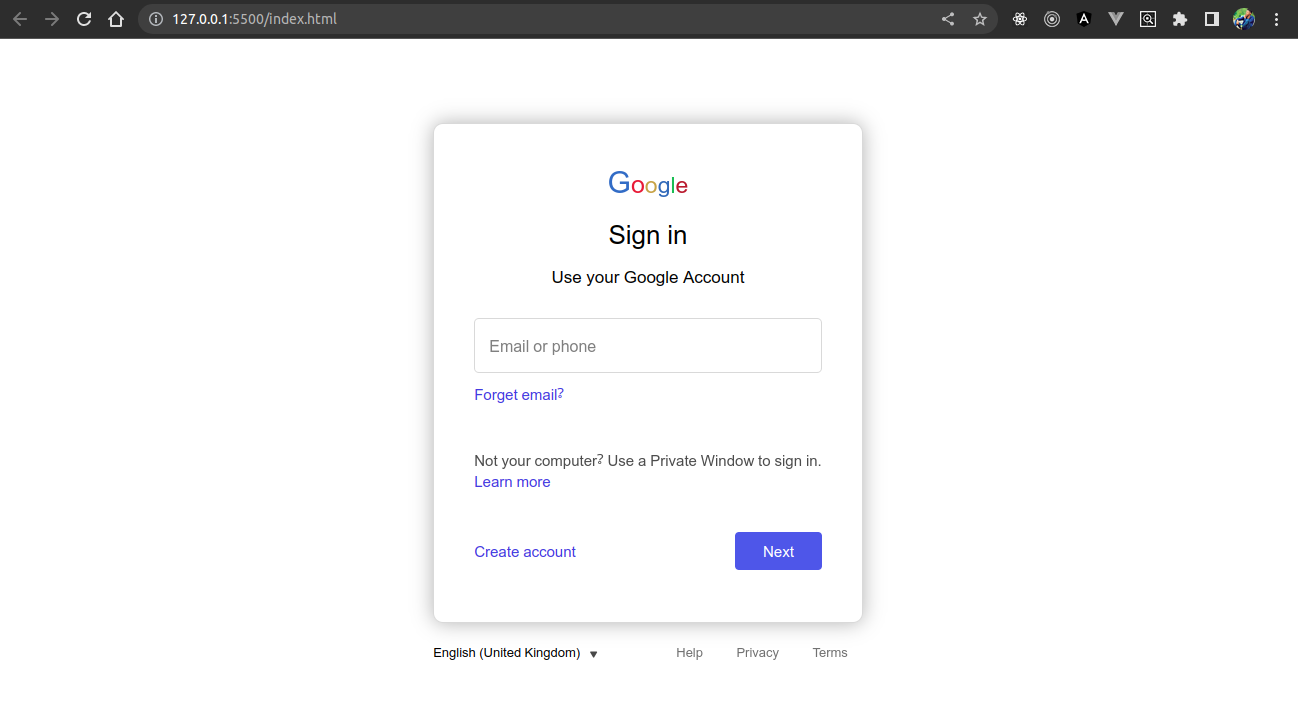 127.0.0.1:5500/index.html
Google
Sign in
Use your Google Account
Email or phone
Forget email?
Not your computer? Use a Private Window to sign in.
Learn more
Create account
Next
English (United Kingdom) ▼
Help
Privacy
Terms